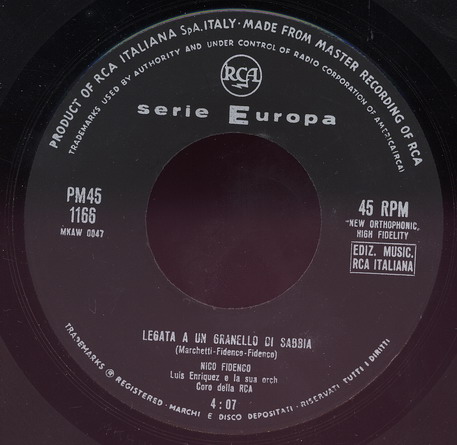 PRODUCT OF RCA ITALIANA SpA. ITALY · MADE FROM MASTER RECORDING OF RCA
TRADEMARKS USED BY AUTHORITY AND UNDER CONTROL OF RADIO CORPORATION OF AMERICA (RCA)
RCA
serie Europa
PM45
1166
MKAW 0047
45 RPM
"NEW ORTHOPHONIC,
HIGH FIDELITY
EDIZ. MUSIC.
RCA ITALIANA
LEGATA A UN GRANELLO DI SABBIA
(Marchetti-Fidenco-Fidenco)
NICO FIDENCO
Luis Enriquez e la sua orch
Coro della RCA
4:07
TRADEMARKS ® REGISTERED · MARCHI E DISCO DEPOSITATI · RISERVATI TUTTI I DIRITTI